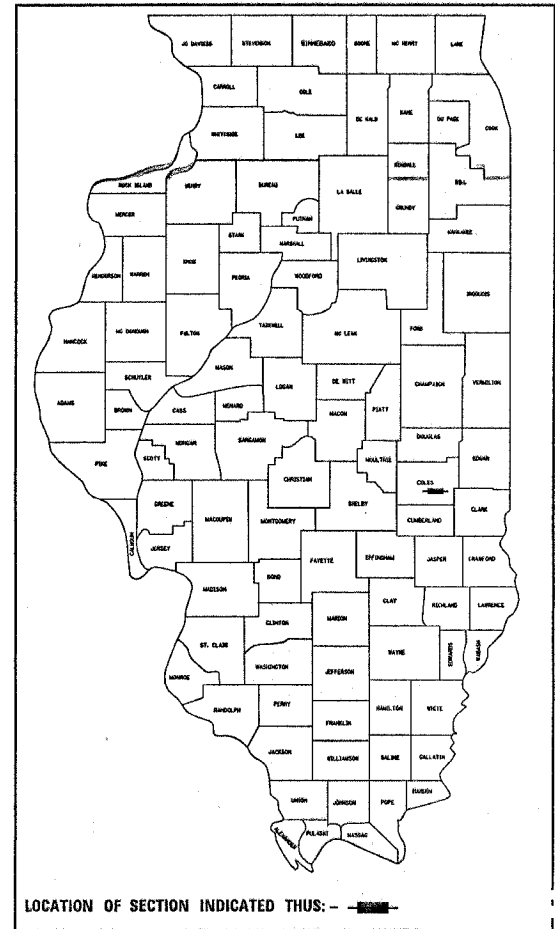 JO DAVIESS STEPHENSON WINNEBAGO BOONE MC HENRY LAKE
CARROLL OGLE
DE KALB KANE DU PAGE COOK
WHITESIDE LEE
KENDALL WILL
ROCK ISLAND HENRY BUREAU LA SALLE GRUNDY
MERCER PUTNAM
STARK MARSHALL KANKAKEE
HENDERSON WARREN KNOX PEORIA WOODFORD LIVINGSTON
IROQUOIS
HANCOCK MC DONOUGH FULTON TAZEWELL MC LEAN FORD
MASON
SCHUYLER LOGAN DE WITT CHAMPAIGN VERMILION
ADAMS BROWN CASS MENARD MACON PIATT
MORGAN SANGAMON DOUGLAS
PIKE SCOTT MOULTRIE EDGAR
CHRISTIAN COLES
GREENE MACOUPIN MONTGOMERY SHELBY CUMBERLAND CLARK
CALHOUN JERSEY
FAYETTE EFFINGHAM JASPER CRAWFORD
MADISON BOND
CLAY RICHLAND LAWRENCE
CLINTON MARION
ST. CLAIR WAYNE EDWARDS WABASH
WASHINGTON JEFFERSON
MONROE
RANDOLPH PERRY HAMILTON WHITE
FRANKLIN
JACKSON WILLIAMSON SALINE GALLATIN
HARDIN
UNION JOHNSON POPE
ALEXANDER PULASKI MASSAC
LOCATION OF SECTION INDICATED THUS: -